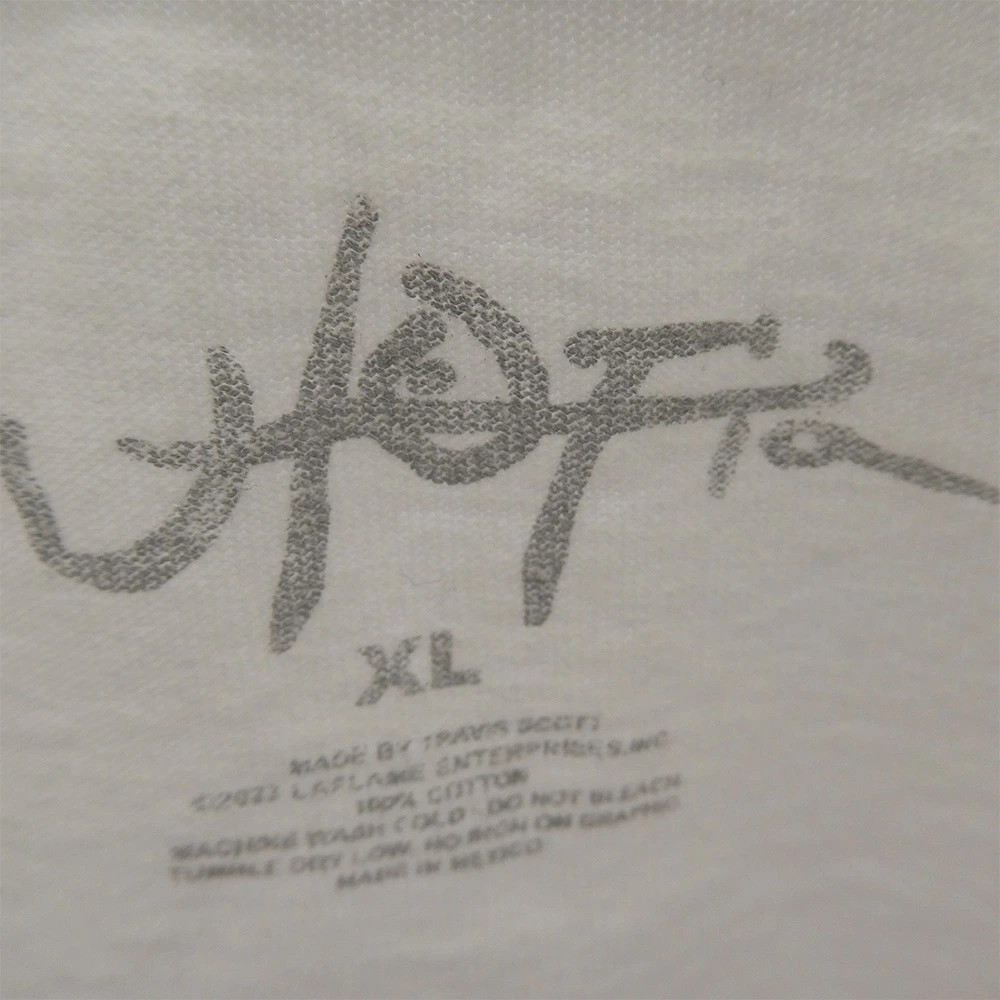 XL
MADE BY TRAVIS SCOTT
©2023 LAFLAME ENTERPRISES, INC
100% COTTON
MACHINE WASH COLD - DO NOT BLEACH
TUMBLE DRY LOW, NO IRON ON GRAPHIC
MADE IN MEXICO